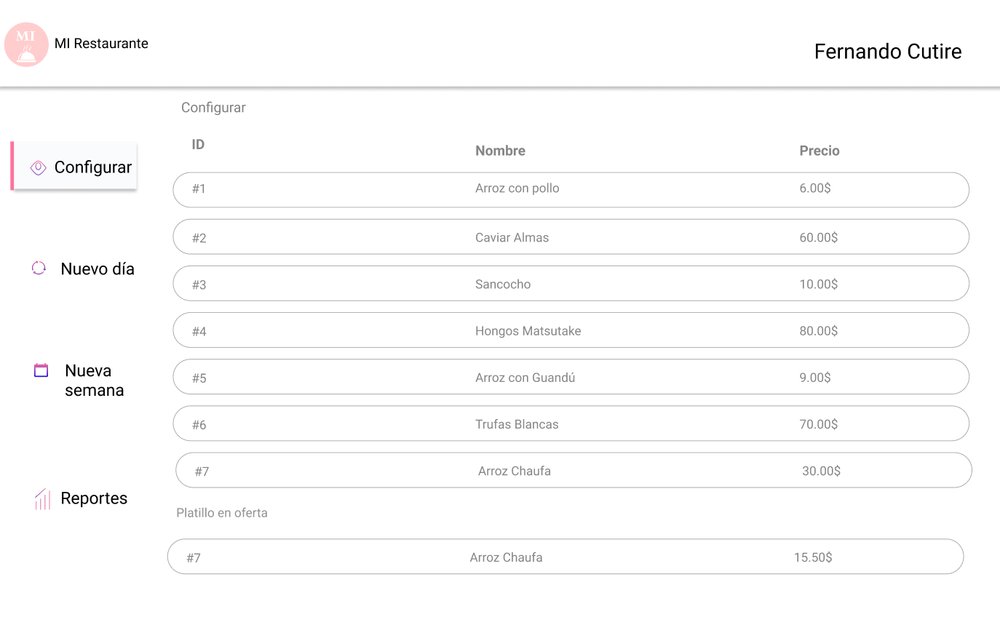 MI
MI Restaurante
Fernando Cutire
Configurar
Nuevo día
Nueva
semana
Reportes
Configurar
ID Nombre Precio
#1 Arroz con pollo 6.00$
#2 Caviar Almas 60.00$
#3 Sancocho 10.00$
#4 Hongos Matsutake 80.00$
#5 Arroz con Guandú 9.00$
#6 Trufas Blancas 70.00$
#7 Arroz Chaufa 30.00$
Platillo en oferta
#7 Arroz Chaufa 15.50$